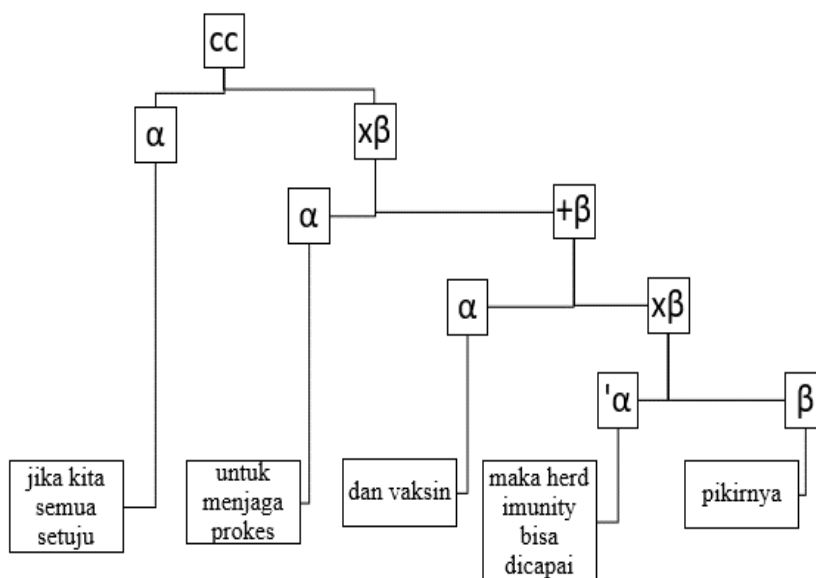 cc
α
xβ
α
+β
α
xβ
'α
β
jika kita
semua
setuju
untuk
menjaga
prokes
dan vaksin
maka herd
imunity
bisa
dicapai
pikirnya